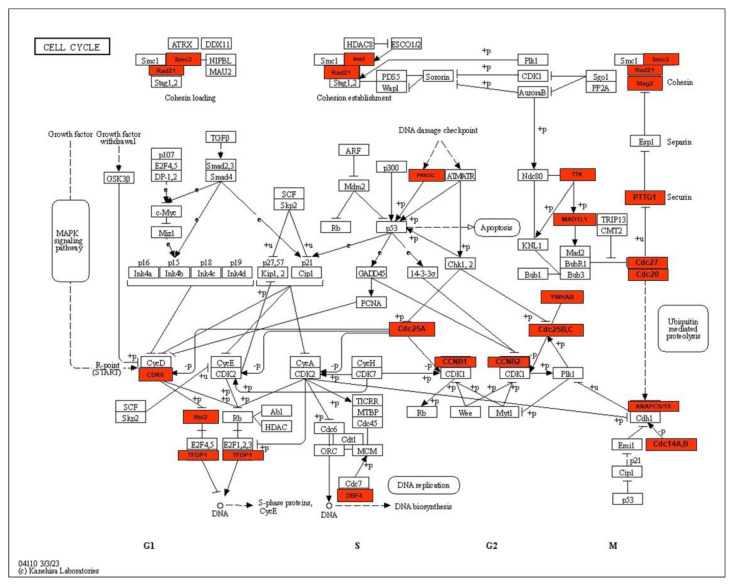 CELL CYCLE
ATRX DDX11
Smc1 Smc3 NIPBL
Rad21 MAU2
Stag1,2
Cohesin loading
HDAC8 ESCO1/2
Smc1
Rad21
Stag1,2
PDS5
Wapl
Sororin
Cohesion establishment
+p
Plk1
CDK1
AuroraB
Sgo1
PP2A
Smc1 Smc3
Rad21
Stag2
Cohesin
Esp1
Separin
PTTG1
Securin
+u
Cdc27
Cdc20
Growth factor
Growth factor
withdrawal
GSK3β
MAPK
signaling
pathway
R-point
(START)
TGFβ
p107
E2F4,5
DP-1,2
Smad2,3
Smad4
c-Myc
Miz1
SCF
Skp2
ARF
Mdm2
Rb
p300
DNA damage checkpoint
PRKDC
ATMATR
p53
Apoptosis
p16 p15 p18 p19 p27,57 p21
Ink4a Ink4b Ink4c Ink4d Kip1, 2 Cip1
GADD45
14-3-3σ
Chk1, 2
PCNA
Ndc80
TTK
MAD1L1
TRIP13
CMT2
KNL1
Mad2
BubR1
Bub3
Bub1
YWHAB
Cdc25A
Cdc25B,C
Ubiquitin
mediated
proteolysis
CycD
CDK6
CycE
CDK2
CycA
CDK2
CycH
CDK7
CCNB1
CDK1
CCNB2
CDK1
Plk1
Rb
Wee
Myt1
SCF
Skp2
Rbl2
Rb
Abl
HDAC
E2F4,5
TFDP1
E2F1,2,3
TFDP1
Cdc6
Cdt1
ORC
TICRR
MTBP
Cdc45
MCM
Cdc7
DBF4
DNA replication
DNA
S-phase proteins,
CycE
DNA
DNA biosynthesis
Cdh1
Cdc14A,B
Emi1
p21
Cip1
p53
G1 S G2 M
04110 3/3/23
(c) Kanehisa Laboratories